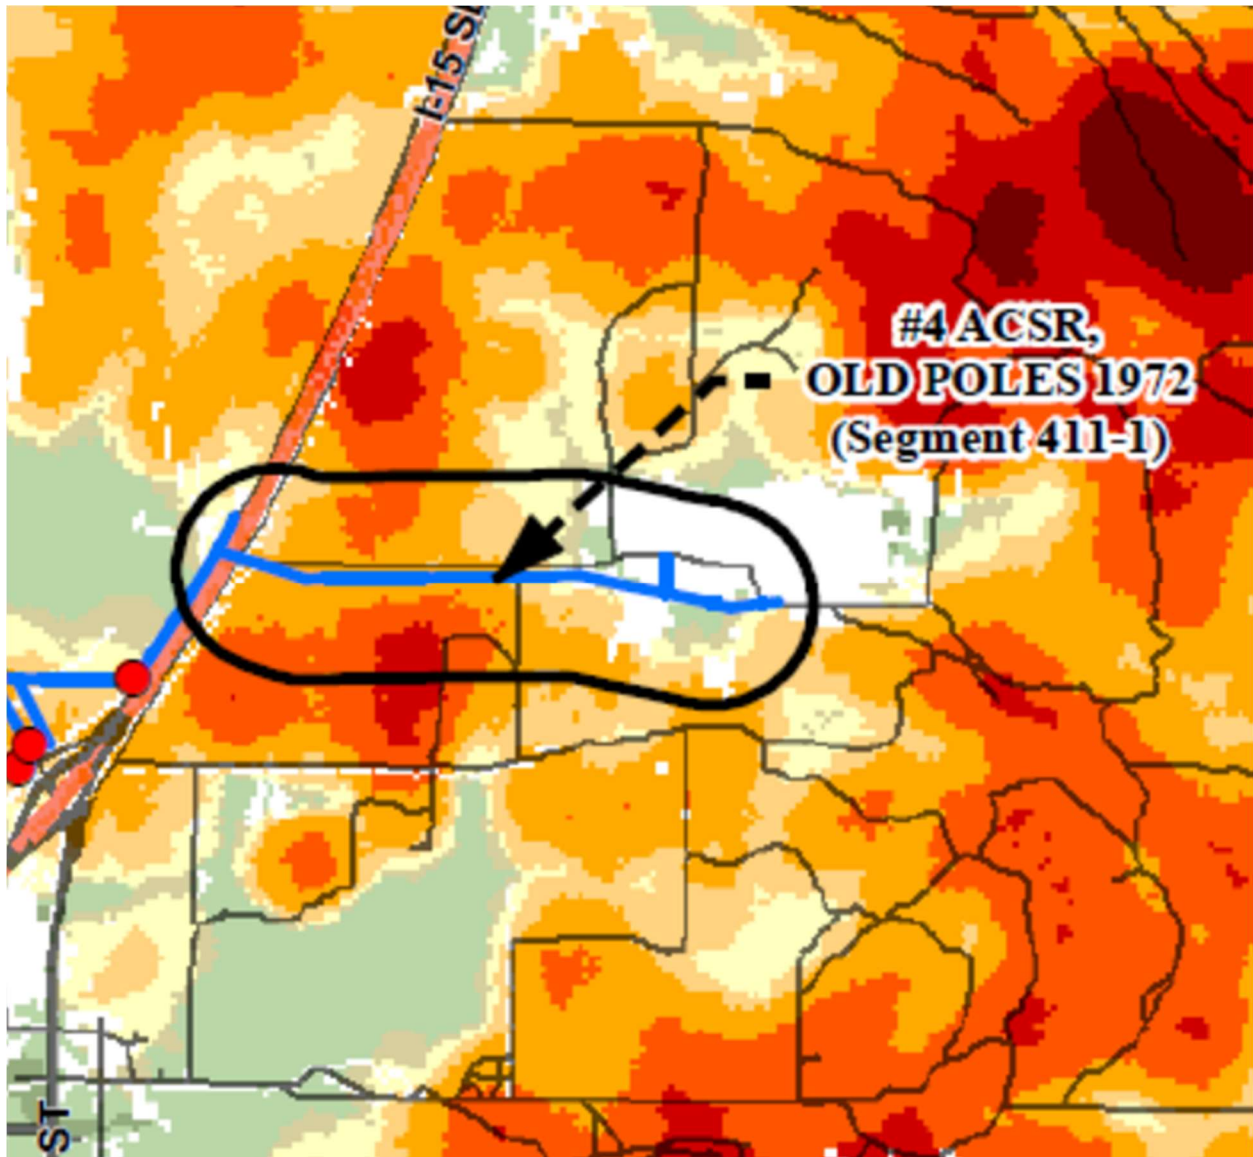 I-15 S
#4 ACSR,
OLD POLES 1972
(Segment 411-1)
ST